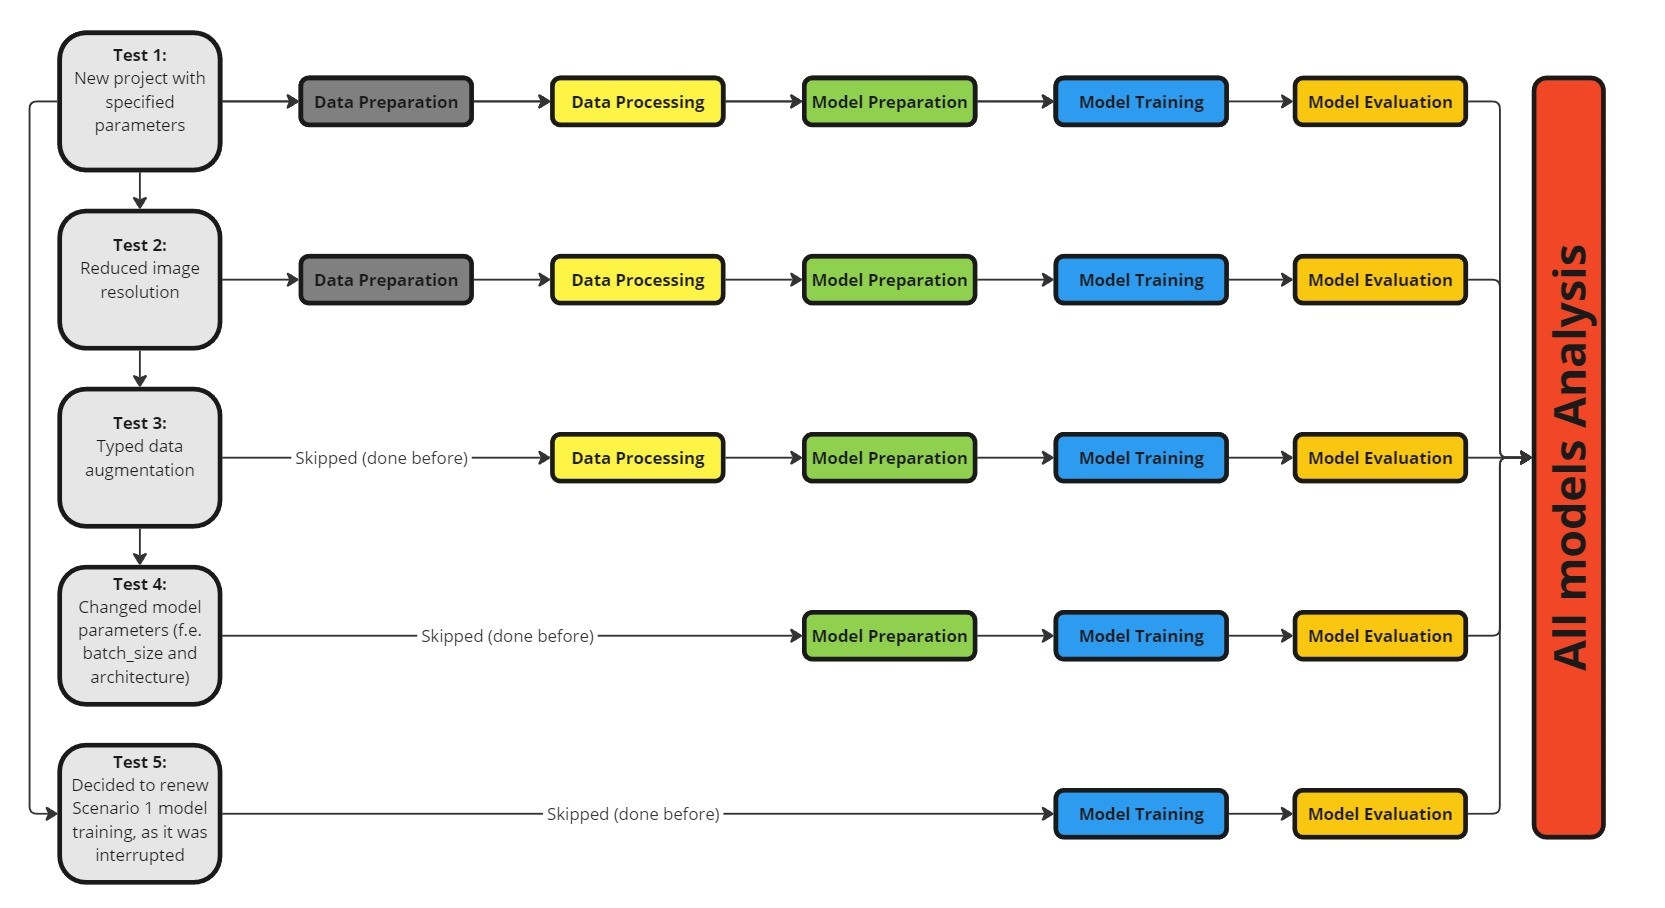 Test 1:
New project with
specified
parameters
Data Preparation
Data Processing
Model Preparation
Model Training
Model Evaluation
Test 2:
Reduced image
resolution
Data Preparation
Data Processing
Model Preparation
Model Training
Model Evaluation
Test 3:
Typed data
augmentation
Skipped (done before)
Data Processing
Model Preparation
Model Training
Model Evaluation
Test 4:
Changed model
parameters (f.e.
batch_size and
architecture)
Skipped (done before)
Model Preparation
Model Training
Model Evaluation
Test 5:
Decided to renew
Scenario 1 model
training, as it was
interrupted
Skipped (done before)
Model Training
Model Evaluation
All models Analysis